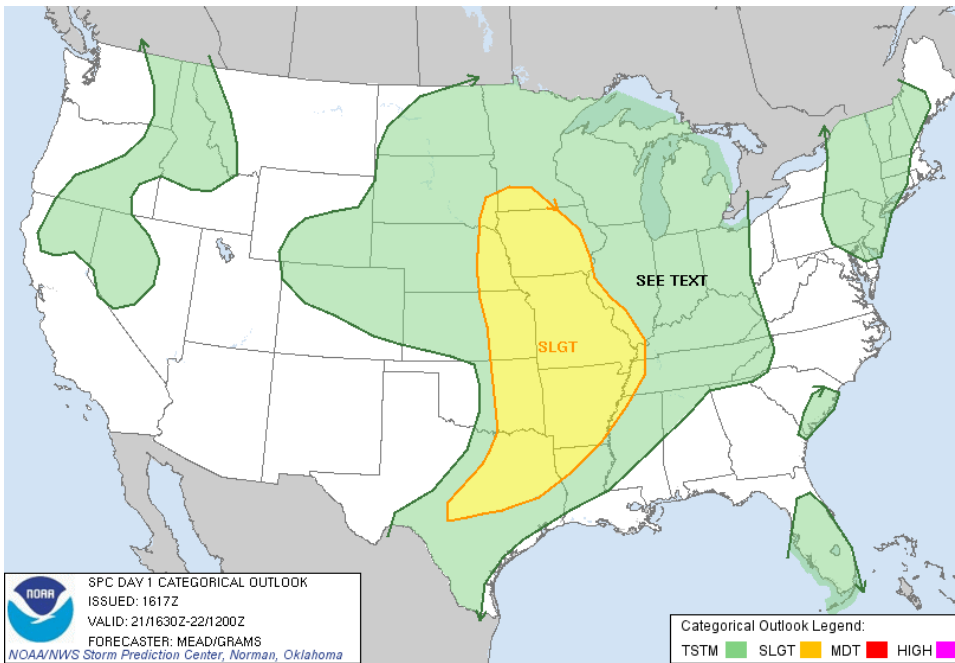 SEE TEXT
SLGT
NOAA
SPC DAY 1 CATEGORICAL OUTLOOK
ISSUED: 1617Z
VALID: 21/1630Z-22/1200Z
FORECASTER: MEAD/GRAMS
NOAA/NWS Storm Prediction Center, Norman, Oklahoma
Categorical Outlook Legend:
TSTM SLGT MDT HIGH